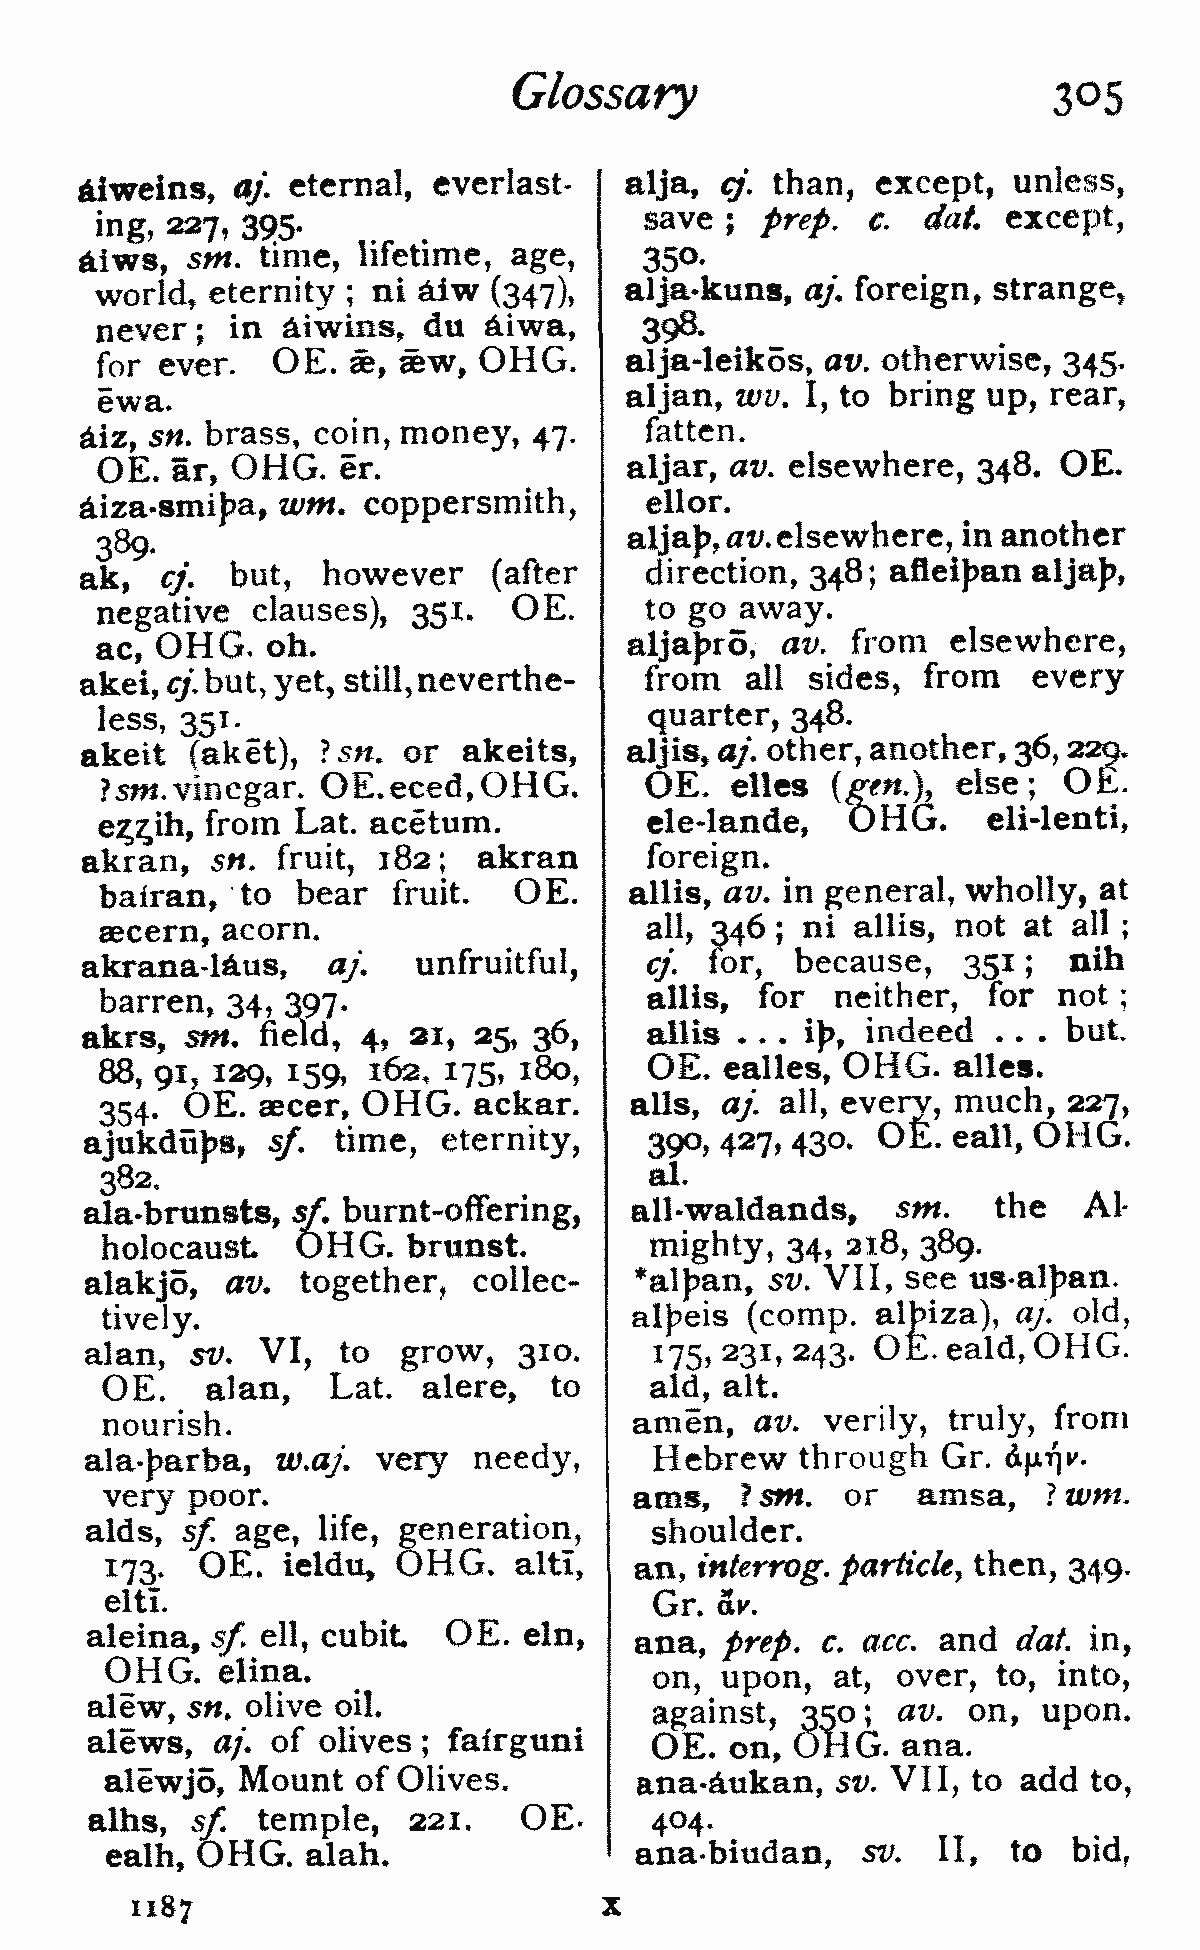 Glossary 305
áiweins, aj. eternal, everlast-
ing, 227, 395.
áiws, sm. time, lifetime, age,
world, eternity ; ni áiw (347),
never ; in áiwins, du áiwa,
for ever. OE. ǣ, ǣw, OHG.
ēwa.
áiz, sn. brass, coin, money, 47.
OE. ār, OHG. ēr.
áiza-smiþa, wm. coppersmith,
389.
ak, cj. but, however (after
negative clauses), 351. OE.
ac, OHG. oh.
akei, cj. but, yet, still, neverthe-
less, 351.
akeit (akēt), ?sn. or akeits,
?sm. vinegar. OE. eced, OHG.
eʒʒih, from Lat. acētum.
akran, sn. fruit, 182; akran
baíran, to bear fruit. OE.
æcern, acorn.
akrana-láus, aj. unfruitful,
barren, 34, 397.
akrs, sm. field, 4, 21, 25, 36,
88, 91, 129, 159, 162, 175, 180,
354. OE. æcer, OHG. ackar.
ajukdūþs, sf. time, eternity,
382.
ala-brunsts, sf. burnt-offering,
holocaust. OHG. brunst.
alakjō, av. together, collec-
tively.
alan, sv. VI, to grow, 310.
OE. alan, Lat. alere, to
nourish.
ala-þarba, w.aj. very needy,
very poor.
alds, sf. age, life, generation,
173. OE. ieldu, OHG. altī,
eltī.
aleina, sf. ell, cubit. OE. eln,
OHG. elina.
alēw, sn. olive oil.
alēws, aj. of olives ; faírguni
alēwjō, Mount of Olives.
alhs, sf. temple, 221. OE.
ealh, OHG. alah.
alja, cj. than, except, unless,
save ; prep. c. dat. except,
350.
alja-kuns, aj. foreign, strange,
398.
alja-leikōs, av. otherwise, 345.
aljan, wv. I, to bring up, rear,
fatten.
aljar, av. elsewhere, 348. OE.
ellor.
aljaþ, av. elsewhere, in another
direction, 348; afleiþan aljaþ,
to go away.
aljaþrō, av. from elsewhere,
from all sides, from every
quarter, 348.
aljis, aj. other, another, 36, 229.
OE. elles (gen.), else ; OE.
ele-lande, OHG. eli-lenti,
foreign.
allis, av. in general, wholly, at
all, 346 ; ni allis, not at all ;
cj. for, because, 351 ; nih
allis, for neither, for not ;
allis ... iþ, indeed ... but.
OE. ealles, OHG. alles.
alls, aj. all, every, much, 227,
390, 427, 430. OE. eall, OHG.
al.
all-waldands, sm. the Al-
mighty, 34, 218, 389.
*alþan, sv. VII, see us-alþan.
alþeis (comp. alþiza), aj. old,
175, 231, 243. OE. eald, OHG.
ald, alt.
amēn, av. verily, truly, from
Hebrew through Gr. ἀμήν.
ams, ?sm. or amsa, ?wm.
shoulder.
an, interrog. particle, then, 349.
Gr. ἄν.
ana, prep. c. acc. and dat. in,
on, upon, at, over, to, into,
against, 350 ; av. on, upon.
OE. on, OHG. ana.
ana-áukan, sv. VII, to add to,
404.
ana-biudan, sv. II, to bid,
1187 X